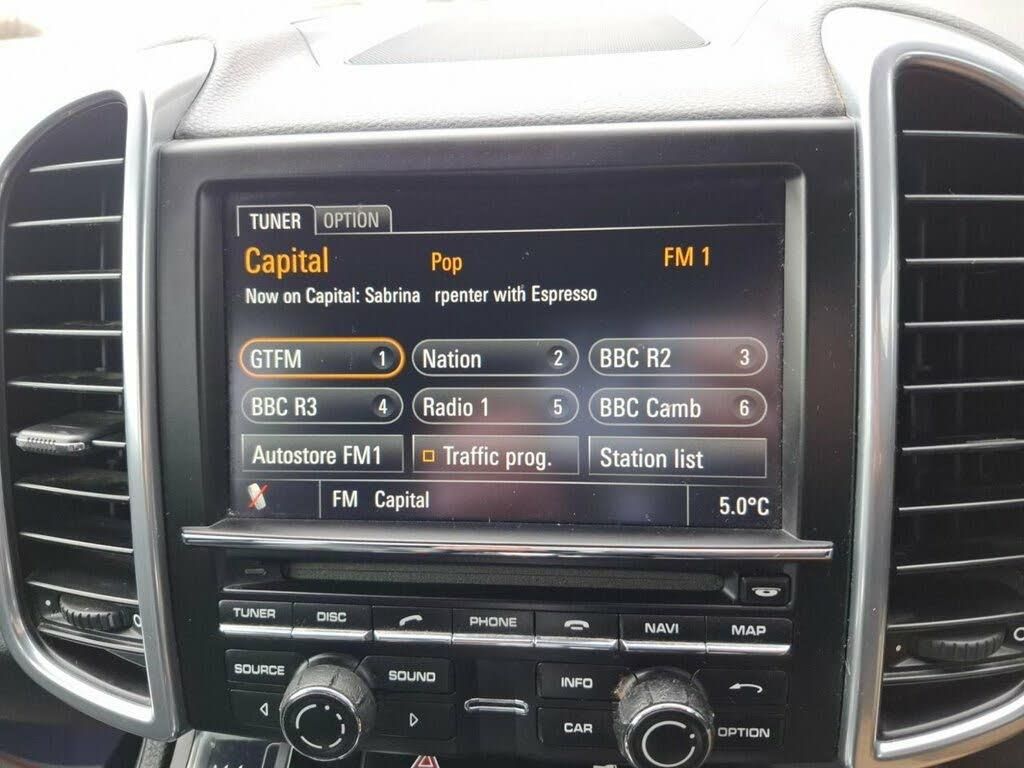 TUNER OPTION
Capital Pop FM 1
Now on Capital: Sabrina rpenter with Espresso
GTFM 1 Nation 2 BBC R2 3
BBC R3 4 Radio 1 5 BBC Camb 6
Autostore FM1 Traffic prog. Station list
FM Capital 5.0°C
TUNER DISC PHONE NAVI MAP
SOURCE SOUND INFO
CAR OPTION